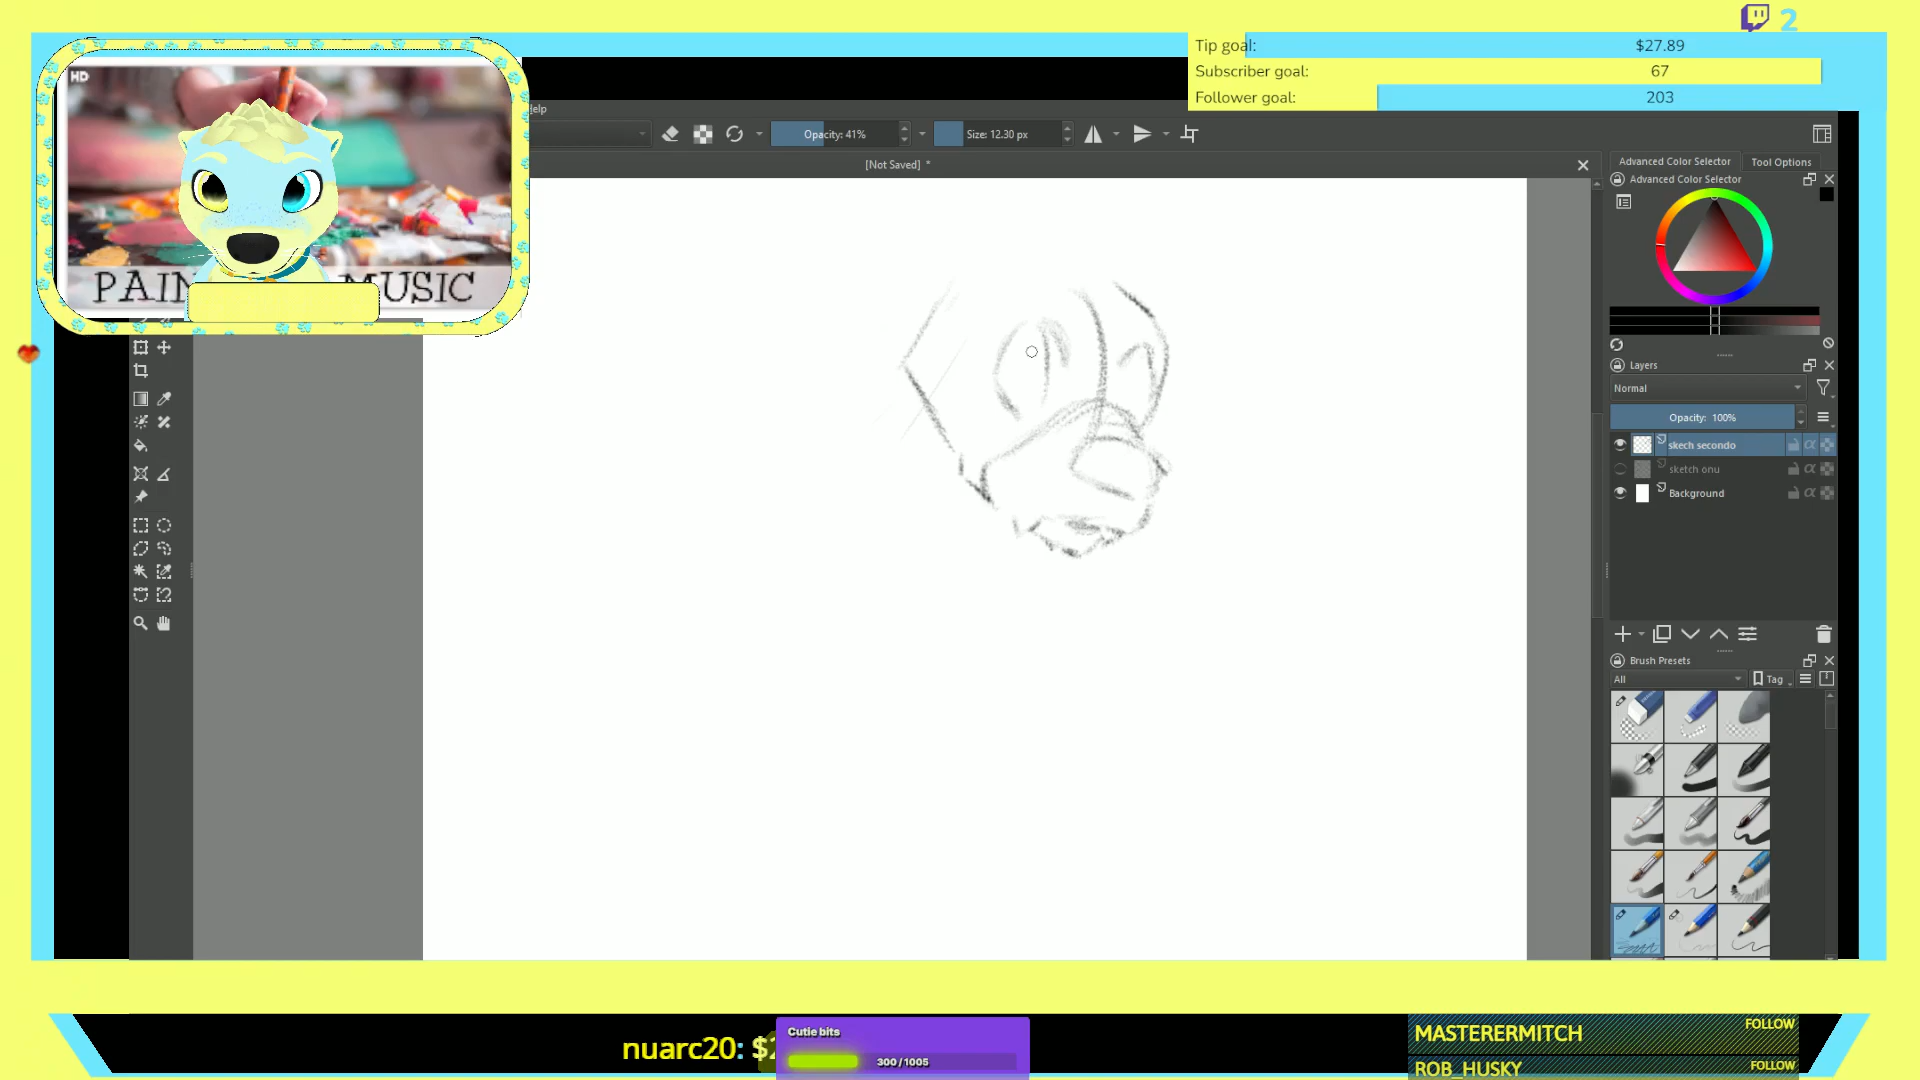 2
Tip goal: $27.89
Subscriber goal: 67
Follower goal: 203
HD
elp
Opacity: 41%
Size: 12.30 px
[Not Saved] *
Advanced Color Selector
Tool Options
Advanced Color Selector
PAIN
MUSIC
Layers
Normal
Opacity: 100%
skech secondo
sketch onu
Background
Brush Presets
All
Tag
nuarc20: $2
Cutie bits
300 / 1005
MASTERERMITCH FOLLOW
ROB_HUSKY FOLLOW